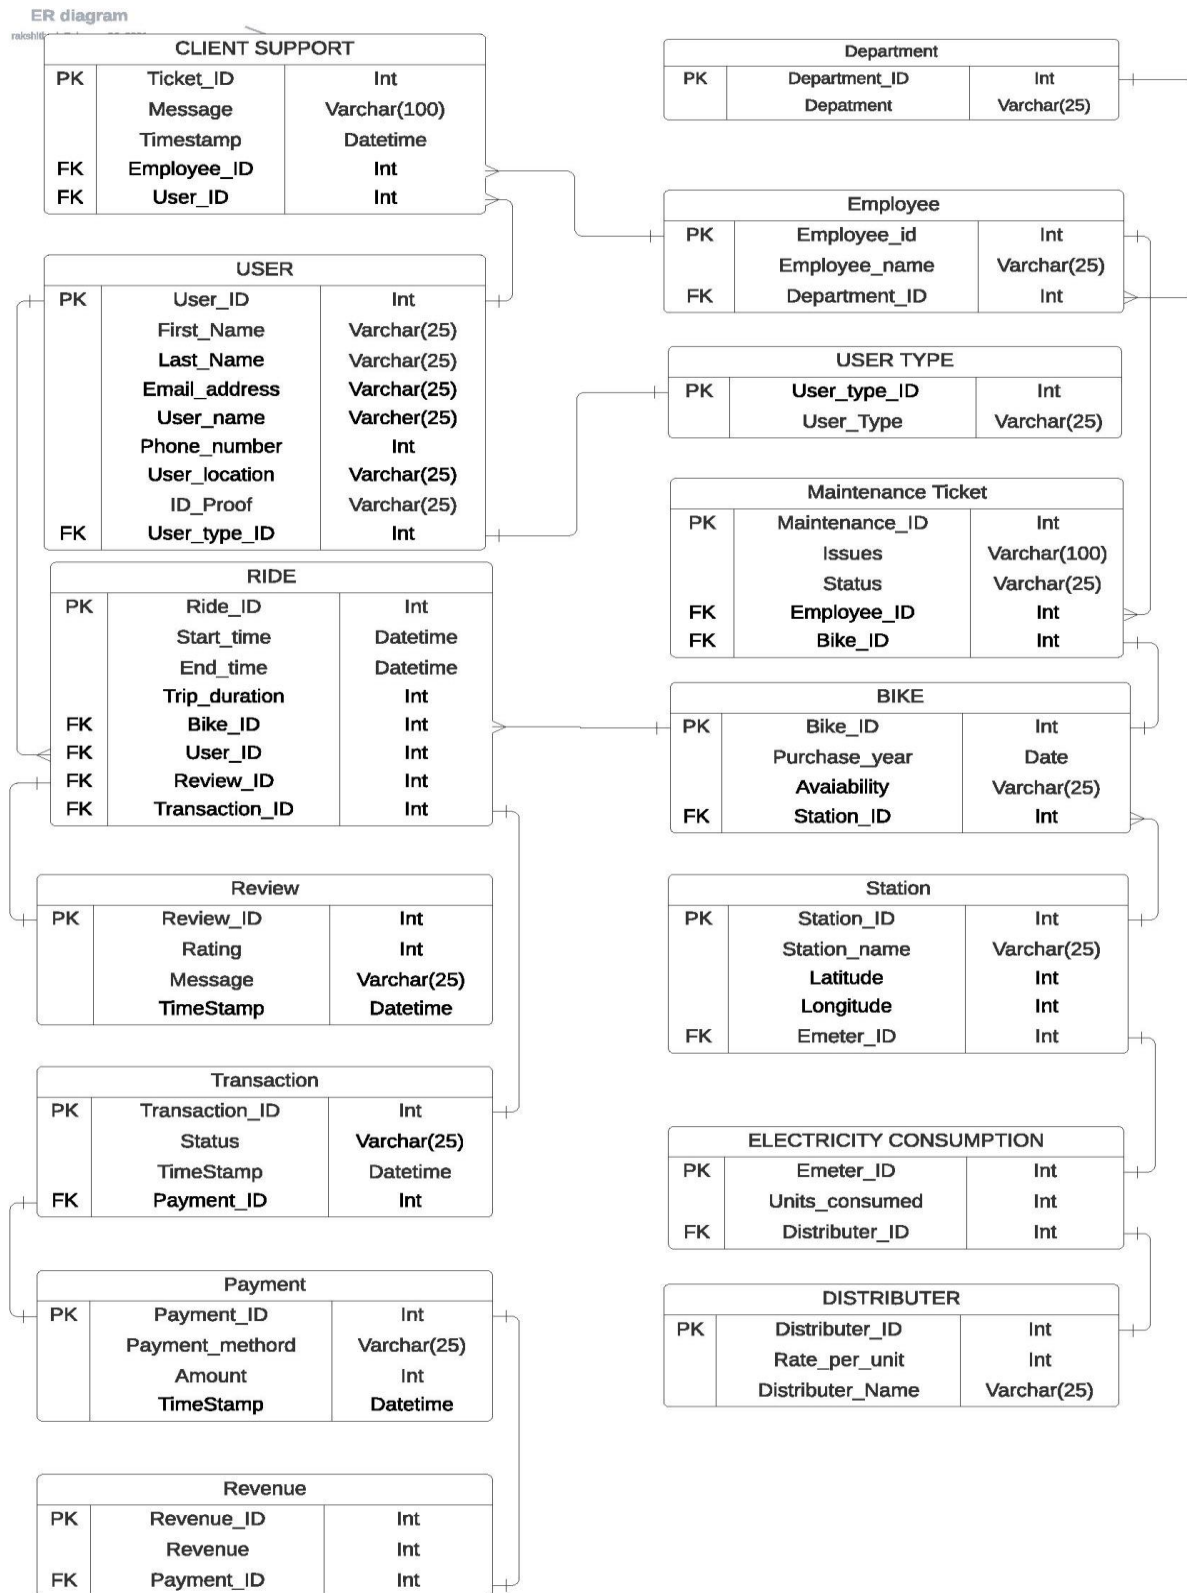 ER diagram
CLIENT SUPPORT
PK Ticket_ID Int
Message Varchar(100)
Timestamp Datetime
FK Employee_ID Int
FK User_ID Int
USER
PK User_ID Int
First_Name Varchar(25)
Last_Name Varchar(25)
Email_address Varchar(25)
User_name Varcher(25)
Phone_number Int
User_location Varchar(25)
ID_Proof Varchar(25)
FK User_type_ID Int
RIDE
PK Ride_ID Int
Start_time Datetime
End_time Datetime
Trip_duration Int
FK Bike_ID Int
FK User_ID Int
FK Review_ID Int
FK Transaction_ID Int
Review
PK Review_ID Int
Rating Int
Message Varchar(25)
TimeStamp Datetime
Transaction
PK Transaction_ID Int
Status Varchar(25)
TimeStamp Datetime
FK Payment_ID Int
Payment
PK Payment_ID Int
Payment_methord Varchar(25)
Amount Int
TimeStamp Datetime
Revenue
PK Revenue_ID Int
Revenue Int
FK Payment_ID Int
Department
PK Department_ID Int
Depatment Varchar(25)
Employee
PK Employee_id Int
Employee_name Varchar(25)
FK Department_ID Int
USER TYPE
PK User_type_ID Int
User_Type Varchar(25)
Maintenance Ticket
PK Maintenance_ID Int
Issues Varchar(100)
Status Varchar(25)
FK Employee_ID Int
FK Bike_ID Int
BIKE
PK Bike_ID Int
Purchase_year Date
Avaiability Varchar(25)
FK Station_ID Int
Station
PK Station_ID Int
Station_name Varchar(25)
Latitude Int
Longitude Int
FK Emeter_ID Int
ELECTRICITY CONSUMPTION
PK Emeter_ID Int
Units_consumed Int
FK Distributer_ID Int
DISTRIBUTER
PK Distributer_ID Int
Rate_per_unit Int
Distributer_Name Varchar(25)